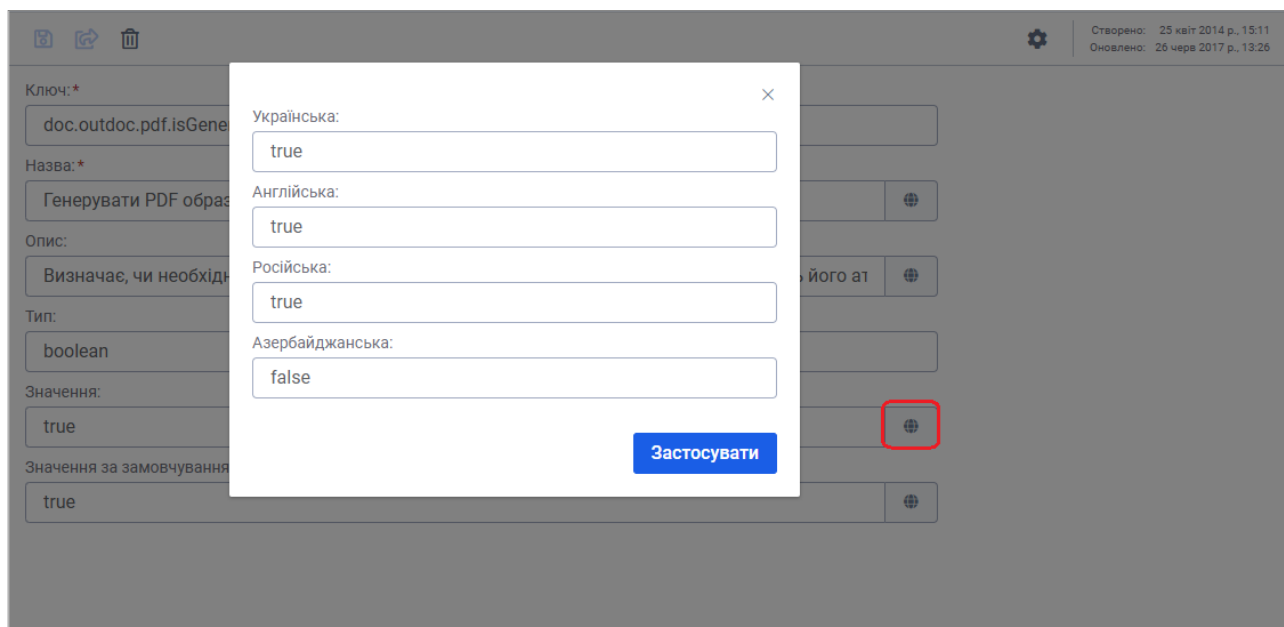 Створено: 25 квіт 2014 р., 15:11
Оновлено: 26 черв 2017 р., 13:26
Ключ:*
doc.outdoc.pdf.isGene
Назва:*
Генерувати PDF образ
Опис:
Визначає, чи необхідн його ат
Тип:
boolean
Значення:
true
Значення за замовчування
true
Українська:
true
Англійська:
true
Російська:
true
Азербайджанська:
false
Застосувати